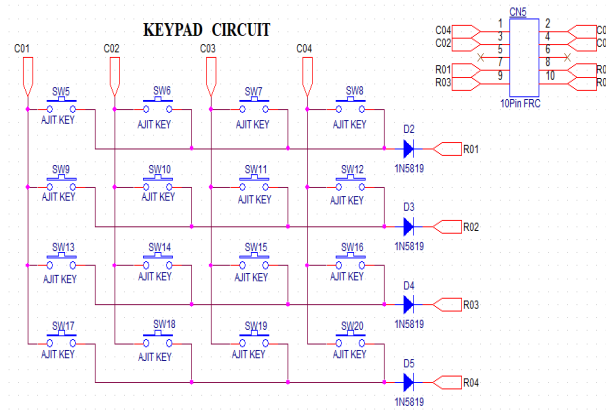 KEYPAD CIRCUIT
C01 C02 C03 C04
SW5 SW6 SW7 SW8
AJIT KEY AJIT KEY AJIT KEY AJIT KEY
D2
R01
1N5819
SW9 SW10 SW11 SW12
AJIT KEY AJIT KEY AJIT KEY AJIT KEY
D3
R02
1N5819
SW13 SW14 SW15 SW16
AJIT KEY AJIT KEY AJIT KEY AJIT KEY
D4
R03
1N5819
SW17 SW18 SW19 SW20
AJIT KEY AJIT KEY AJIT KEY AJIT KEY
D5
R04
1N5819
CN5
C04 1 2
C02 3 4
5 6
R01 7 8
R03 9 10
10Pin FRC